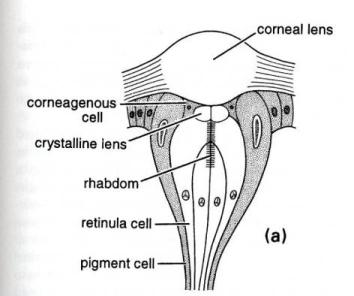 corneal lens
corneagenous
cell
crystalline lens
rhabdom
retinula cell
(a)
pigment cell